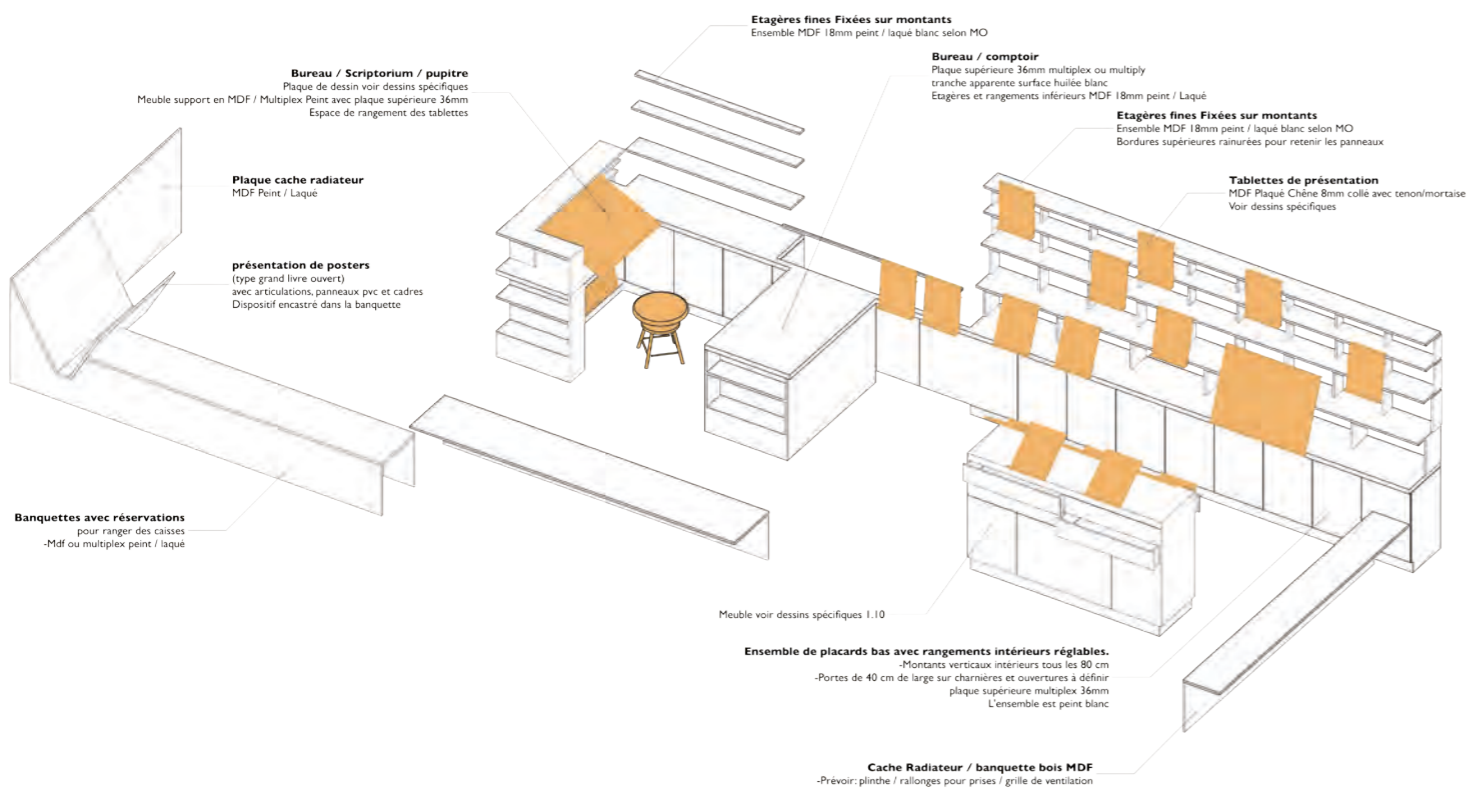 Etagères fines Fixées sur montants
Ensemble MDF 18mm peint / laqué blanc selon MO
Bureau / comptoir
Plaque supérieure 36mm multiplex ou multiply
tranche apparente surface huilée blanc
Etagères et rangements inférieurs MDF 18mm peint / Laqué
Bureau / Scriptorium / pupitre
Plaque de dessin voir dessins spécifiques
Meuble support en MDF / Multiplex Peint avec plaque supérieure 36mm
Espace de rangement des tablettes
Etagères fines Fixées sur montants
Ensemble MDF 18mm peint / laqué blanc selon MO
Bordures supérieures rainurées pour retenir les panneaux
Plaque cache radiateur
MDF Peint / Laqué
Tablettes de présentation
MDF Plaqué Chêne 8mm collé avec tenon/mortaise
Voir dessins spécifiques
présentation de posters
(type grand livre ouvert)
avec articulations, panneaux pvc et cadres
Dispositif encastré dans la banquette
Banquettes avec réservations
pour ranger des caisses
-Mdf ou multiplex peint / laqué
Meuble voir dessins spécifiques 1.10
Ensemble de placards bas avec rangements intérieurs réglables.
-Montants verticaux intérieurs tous les 80 cm
-Portes de 40 cm de large sur charnières et ouvertures à définir
plaque supérieure multiplex 36mm
L'ensemble est peint blanc
Cache Radiateur / banquette bois MDF
-Prévoir: plinthe / rallonges pour prises / grille de ventilation